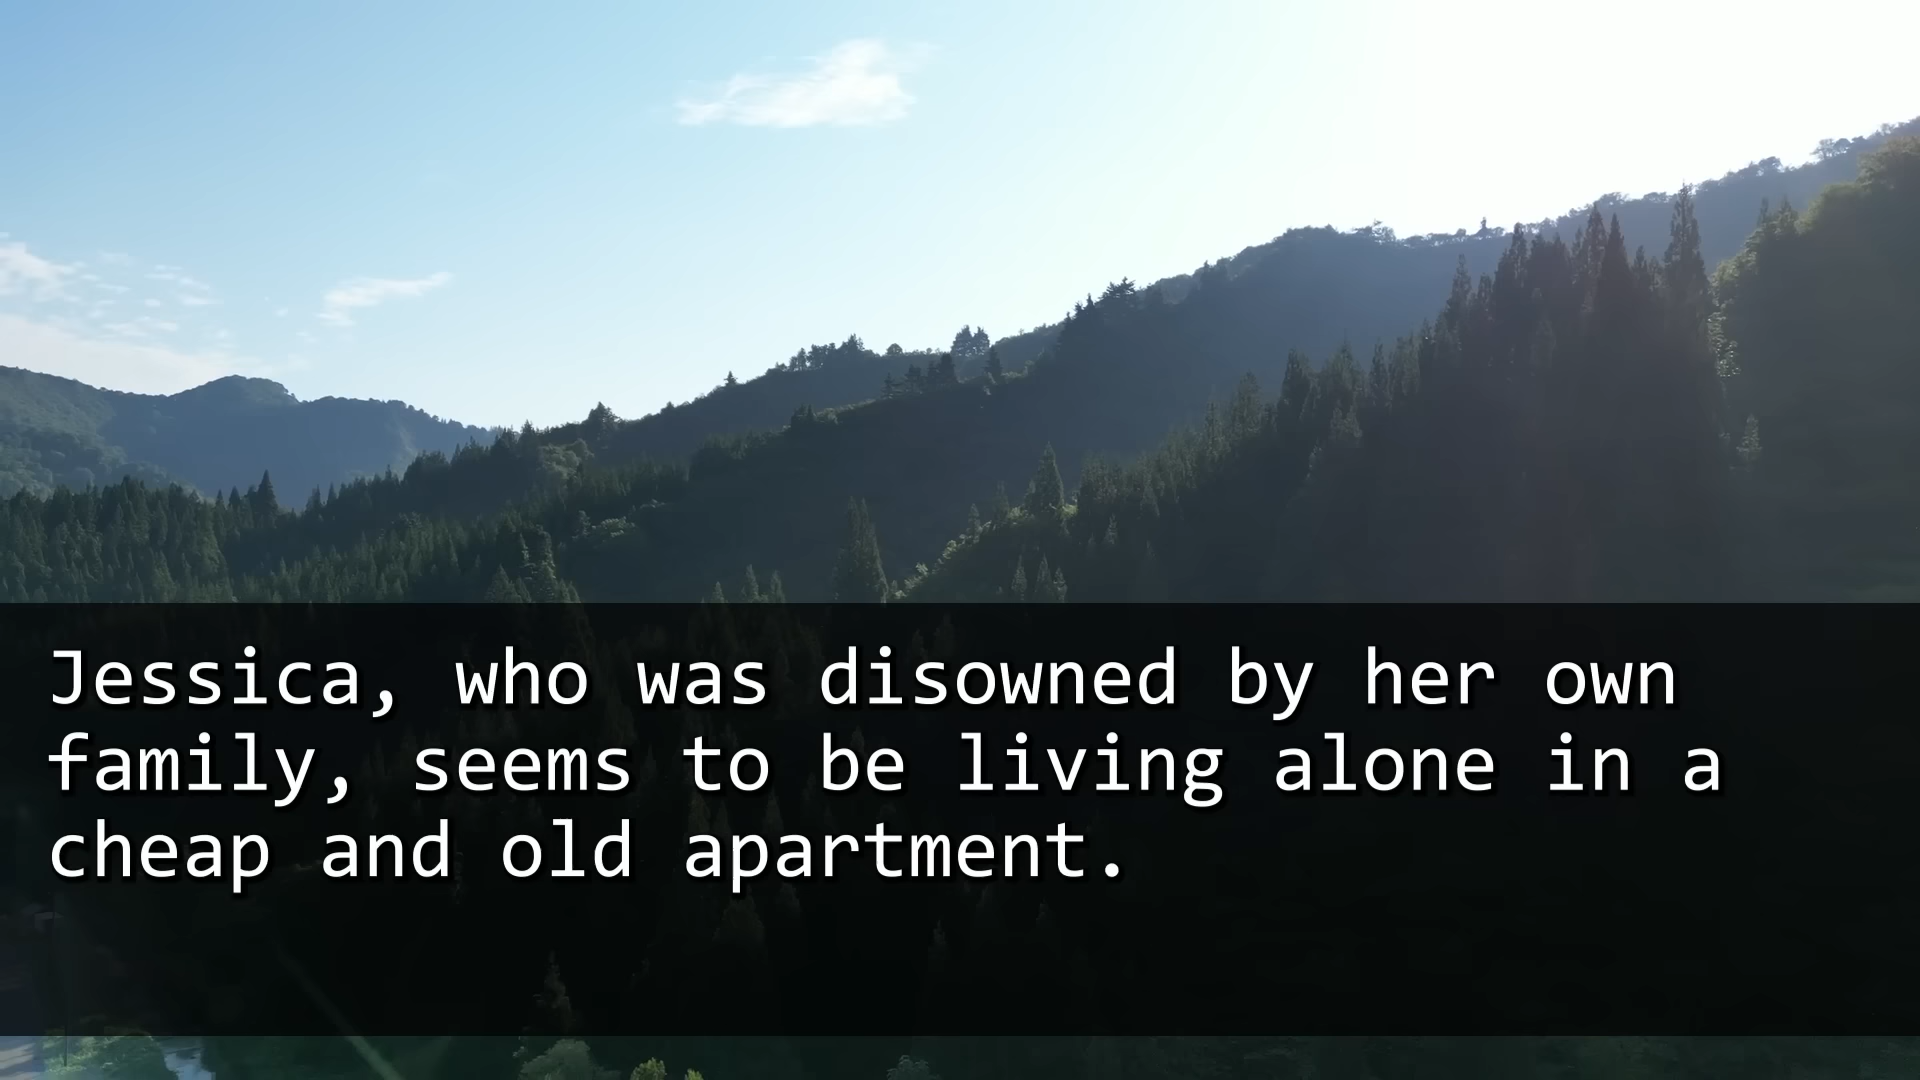 Jessica, who was disowned by her own
family, seems to be living alone in a
cheap and old apartment.